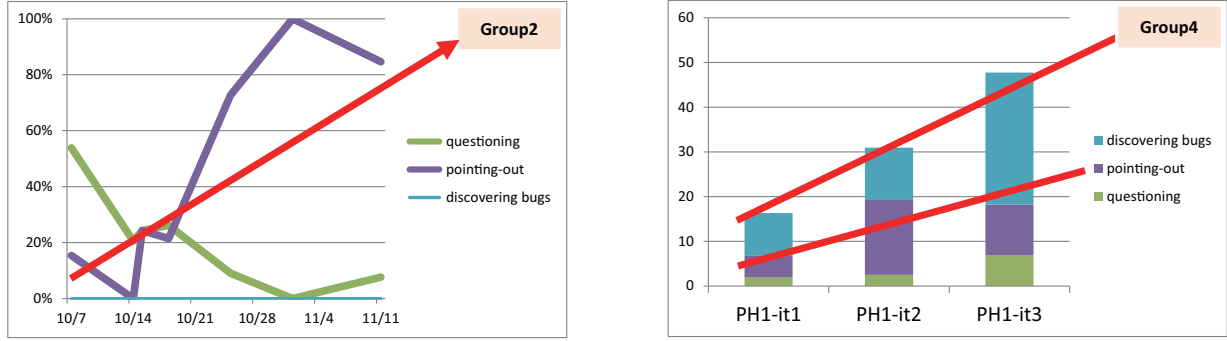 100%
80%
60%
40%
20%
0%
10/7 10/14 10/21 10/28 11/4 11/11
Group2
questioning
pointing-out
discovering bugs
60
50
40
30
20
10
0
PH1-it1 PH1-it2 PH1-it3
Group4
discovering bugs
pointing-out
questioning